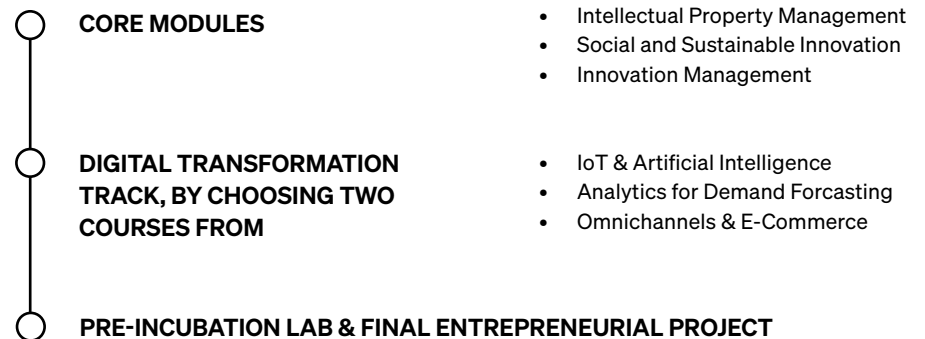 CORE MODULES
• Intellectual Property Management
• Social and Sustainable Innovation
• Innovation Management
DIGITAL TRANSFORMATION
TRACK, BY CHOOSING TWO
COURSES FROM
• IoT & Artificial Intelligence
• Analytics for Demand Forcasting
• Omnichannels & E-Commerce
PRE-INCUBATION LAB & FINAL ENTREPRENEURIAL PROJECT